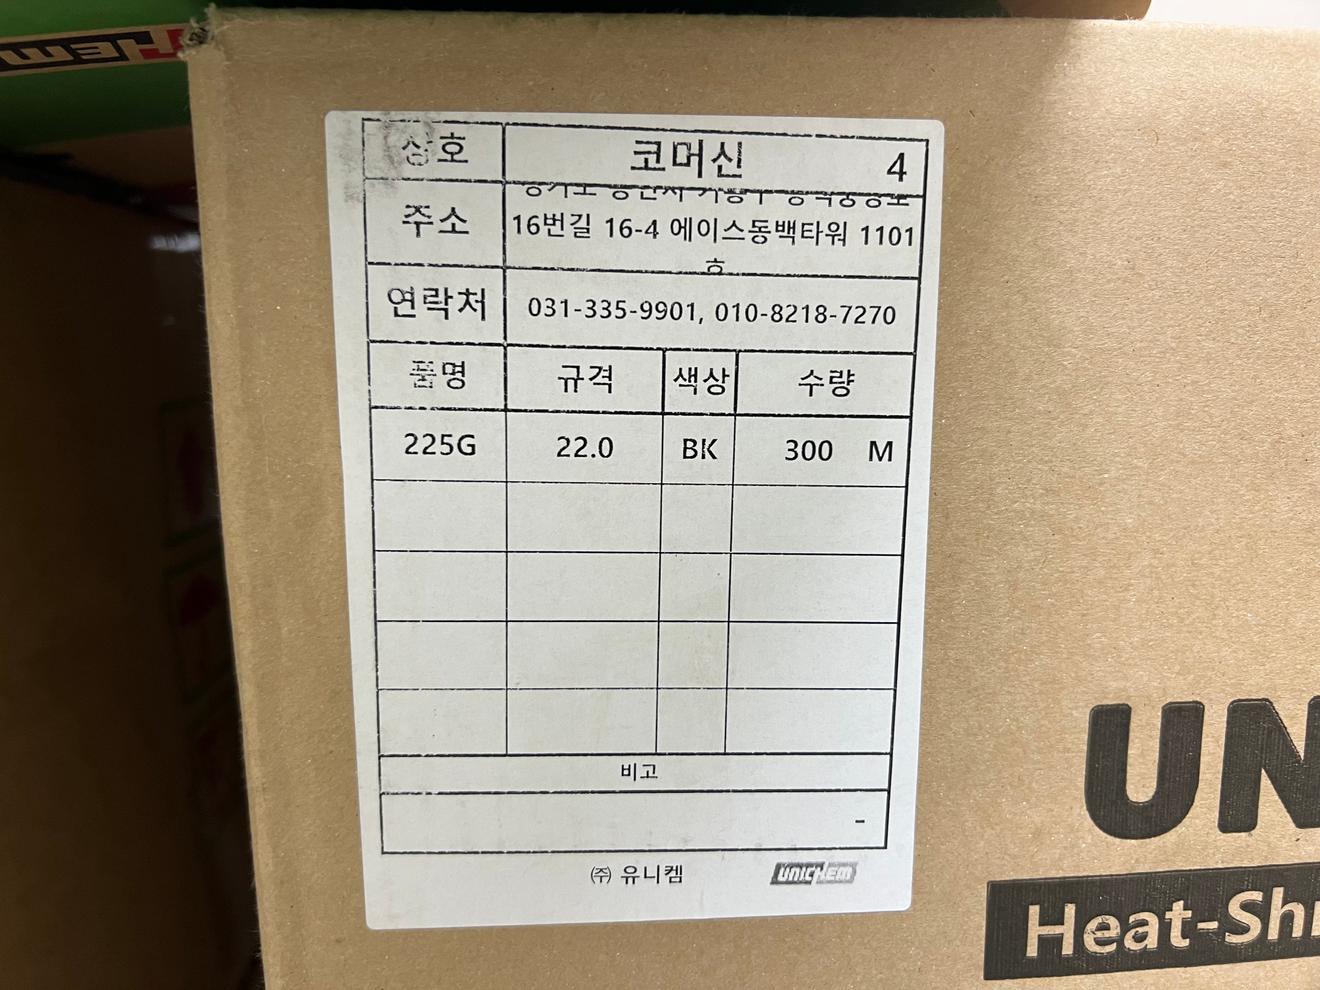 상호 코머신 4
주소
16번길 16-4 에이스동백타워 1101
호
연락처 031-335-9901, 010-8218-7270
품명 규격 색상 수량
225G 22.0 BK 300 M
비고
-
㈜ 유니켐 UNICHEM
UN
Heat-Shr